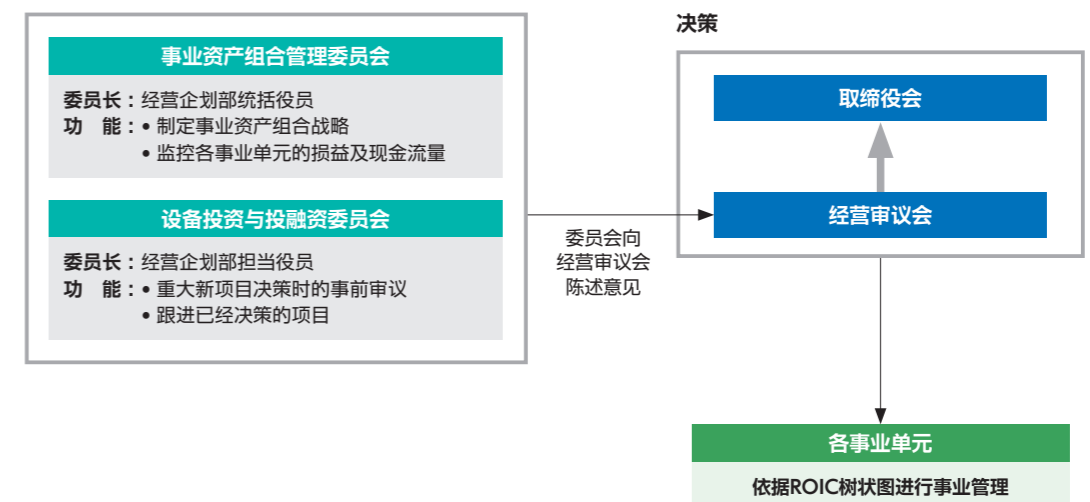 事业资产组合管理委员会
委员长：经营企划部统括役员
功　能：• 制定事业资产组合战略
• 监控各事业单元的损益及现金流量
设备投资与投融资委员会
委员长：经营企划部担当役员
功　能：• 重大新项目决策时的事前审议
• 跟进已经决策的项目
委员会向
经营审议会
陈述意见
决策
取缔役会
经营审议会
各事业单元
依据ROIC树状图进行事业管理